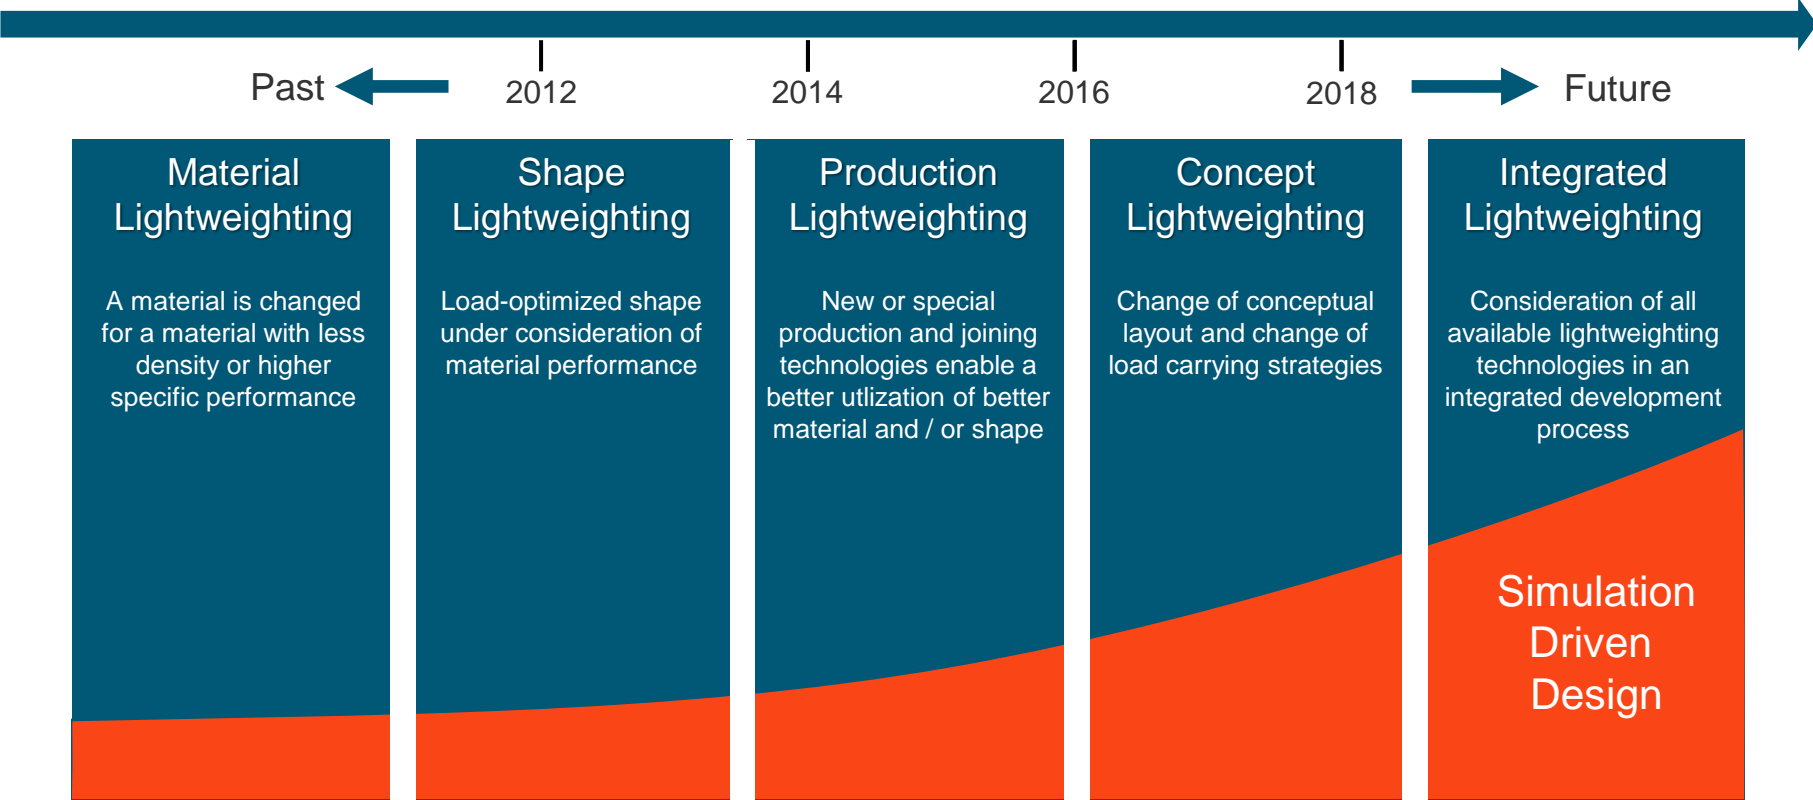 Past
2012
2014
2016
2018
Future
Material
Lightweighting
A material is changed
for a material with less
density or higher
specific performance
Shape
Lightweighting
Load-optimized shape
under consideration of
material performance
Production
Lightweighting
New or special
production and joining
technologies enable a
better utlization of better
material and / or shape
Concept
Lightweighting
Change of conceptual
layout and change of
load carrying strategies
Integrated
Lightweighting
Consideration of all
available lightweighting
technologies in an
integrated development
process
Simulation
Driven
Design